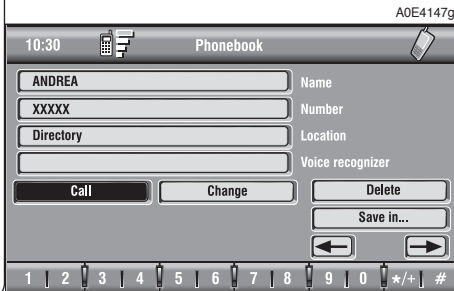 A0E4147g
10:30 Phonebook
ANDREA Name
XXXXX Number
Directory Location
Voice recognizer
Call Change Delete
Save in...
1 2 3 4 5 6 7 8 9 0 */+ #